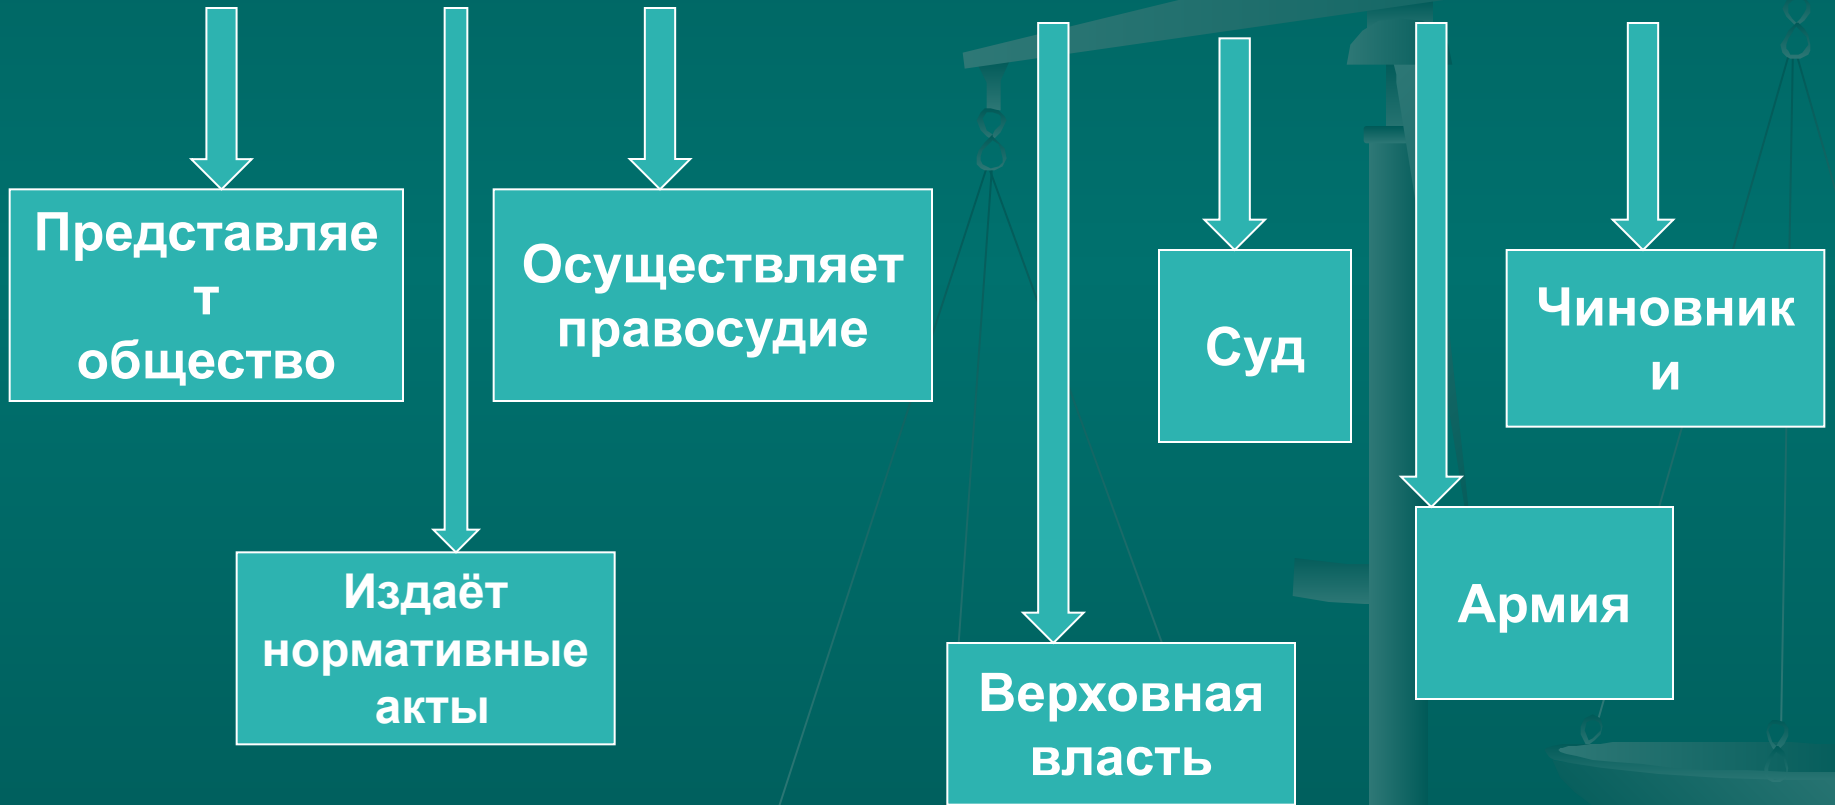 Представляе
т
общество
Осуществляет
правосудие
Суд
Чиновник
и
Издаёт
нормативные
акты
Армия
Верховная
власть